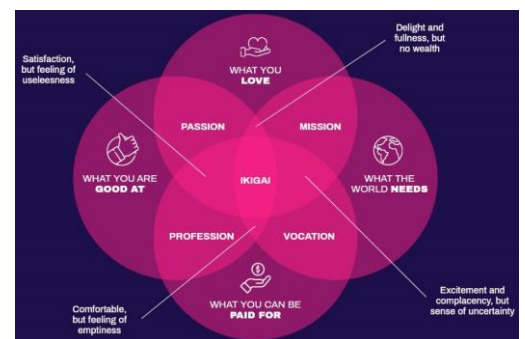 Delight and
fullness, but
no wealth
Satisfaction,
but feeling of
useleesness
WHAT YOU
LOVE
PASSION
MISSION
WHAT YOU ARE
GOOD AT
IKIGAI
WHAT THE
WORLD NEEDS
PROFESSION
VOCATION
WHAT YOU CAN BE
PAID FOR
Comfortable,
but feeling of
emptiness
Excitement and
complacency, but
sense of uncertainty